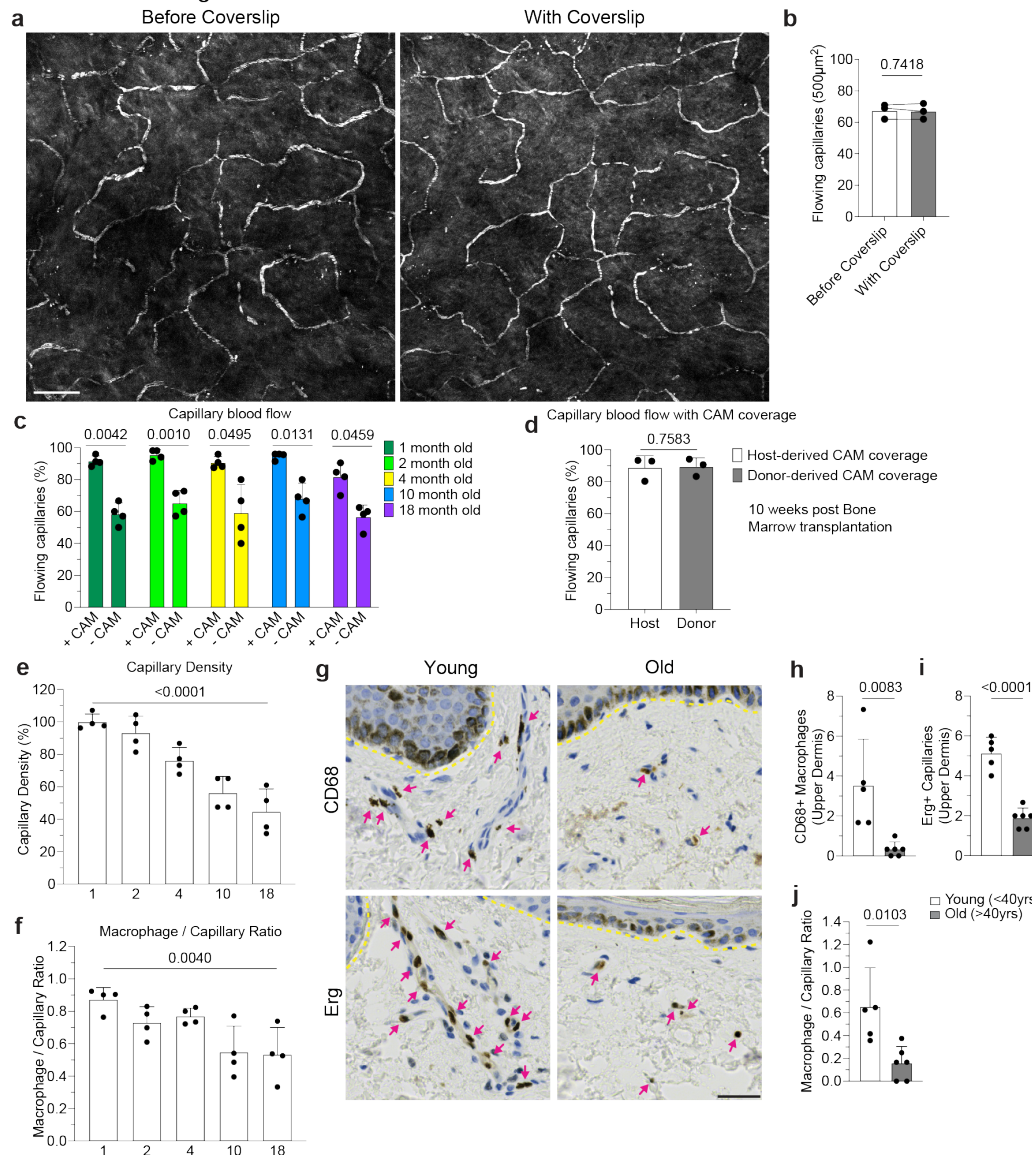 a
Before Coverslip
With Coverslip
b
0.7418
Flowing capillaries (500µm²)
100
80
60
40
20
0
Before Coverslip
With Coverslip
c
Capillary blood flow
0.0042
0.0010
0.0495
0.0131
0.0459
Flowing capillaries (%)
100
80
60
40
20
0
+ CAM
- CAM
+ CAM
- CAM
+ CAM
- CAM
+ CAM
- CAM
+ CAM
- CAM
1 month old
2 month old
4 month old
10 month old
18 month old
Capillary blood flow with CAM coverage
d
0.7583
Flowing capillaries (%)
100
80
60
40
20
0
Host
Donor
Host-derived CAM coverage
Donor-derived CAM coverage
10 weeks post Bone
Marrow transplantation
e
Capillary Density
<0.0001
Capillary Density (%)
120
100
80
60
40
20
0
1
2
4
10
18
f
Macrophage / Capillary Ratio
0.0040
Macrophage / Capillary Ratio
1.2
1.0
0.8
0.6
0.4
0.2
0.0
1
2
4
10
18
g
Young
Old
CD68
Erg
h
0.0083
CD68+ Macrophages
(Upper Dermis)
8
6
4
2
0
i
<0.0001
Erg+ Capillaries
(Upper Dermis)
8
6
4
2
0
j
Young (<40yrs
Old (>40yrs)
0.0103
Macrophage / Capillary Ratio
1.4
1.2
1.0
0.8
0.6
0.4
0.2
0.0